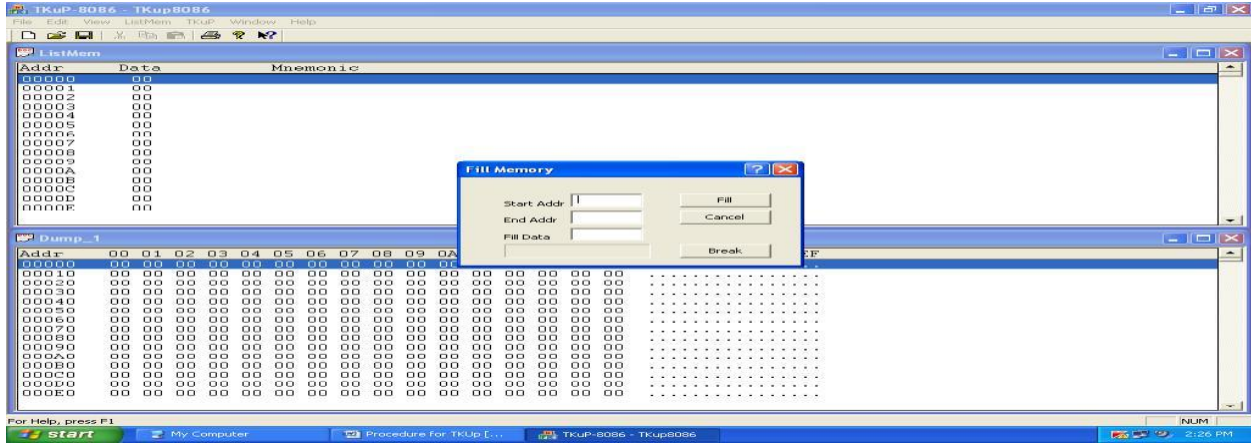 TKuP-8086 - TKup8086
File Edit View ListMem TKuP Window Help
ListMem
Addr Data Mnemonic
00000 00
00001 00
00002 00
00003 00
00004 00
00005 00
00006 00
00007 00
00008 00
00009 00
0000A 00
0000B 00
0000C 00
0000D 00
0000E 00
Fill Memory
Start Addr Fill
End Addr Cancel
Fill Data
Break
Dump_1
Addr 00 01 02 03 04 05 06 07 08 09 0A EF
00000 00 00 00 00 00 00 00 00 00 00 00
00010 00 00 00 00 00 00 00 00 00 00 00 00 00 00 00 00 ................
00020 00 00 00 00 00 00 00 00 00 00 00 00 00 00 00 00 ................
00030 00 00 00 00 00 00 00 00 00 00 00 00 00 00 00 00 ................
00040 00 00 00 00 00 00 00 00 00 00 00 00 00 00 00 00 ................
00050 00 00 00 00 00 00 00 00 00 00 00 00 00 00 00 00 ................
00060 00 00 00 00 00 00 00 00 00 00 00 00 00 00 00 00 ................
00070 00 00 00 00 00 00 00 00 00 00 00 00 00 00 00 00 ................
00080 00 00 00 00 00 00 00 00 00 00 00 00 00 00 00 00 ................
00090 00 00 00 00 00 00 00 00 00 00 00 00 00 00 00 00 ................
000A0 00 00 00 00 00 00 00 00 00 00 00 00 00 00 00 00 ................
000B0 00 00 00 00 00 00 00 00 00 00 00 00 00 00 00 00 ................
000C0 00 00 00 00 00 00 00 00 00 00 00 00 00 00 00 00 ................
000D0 00 00 00 00 00 00 00 00 00 00 00 00 00 00 00 00 ................
000E0 00 00 00 00 00 00 00 00 00 00 00 00 00 00 00 00 ................
For Help, press F1 NUM
start My Computer Procedure for TKUp [... TKuP-8086 - TKup8086 2:26 PM